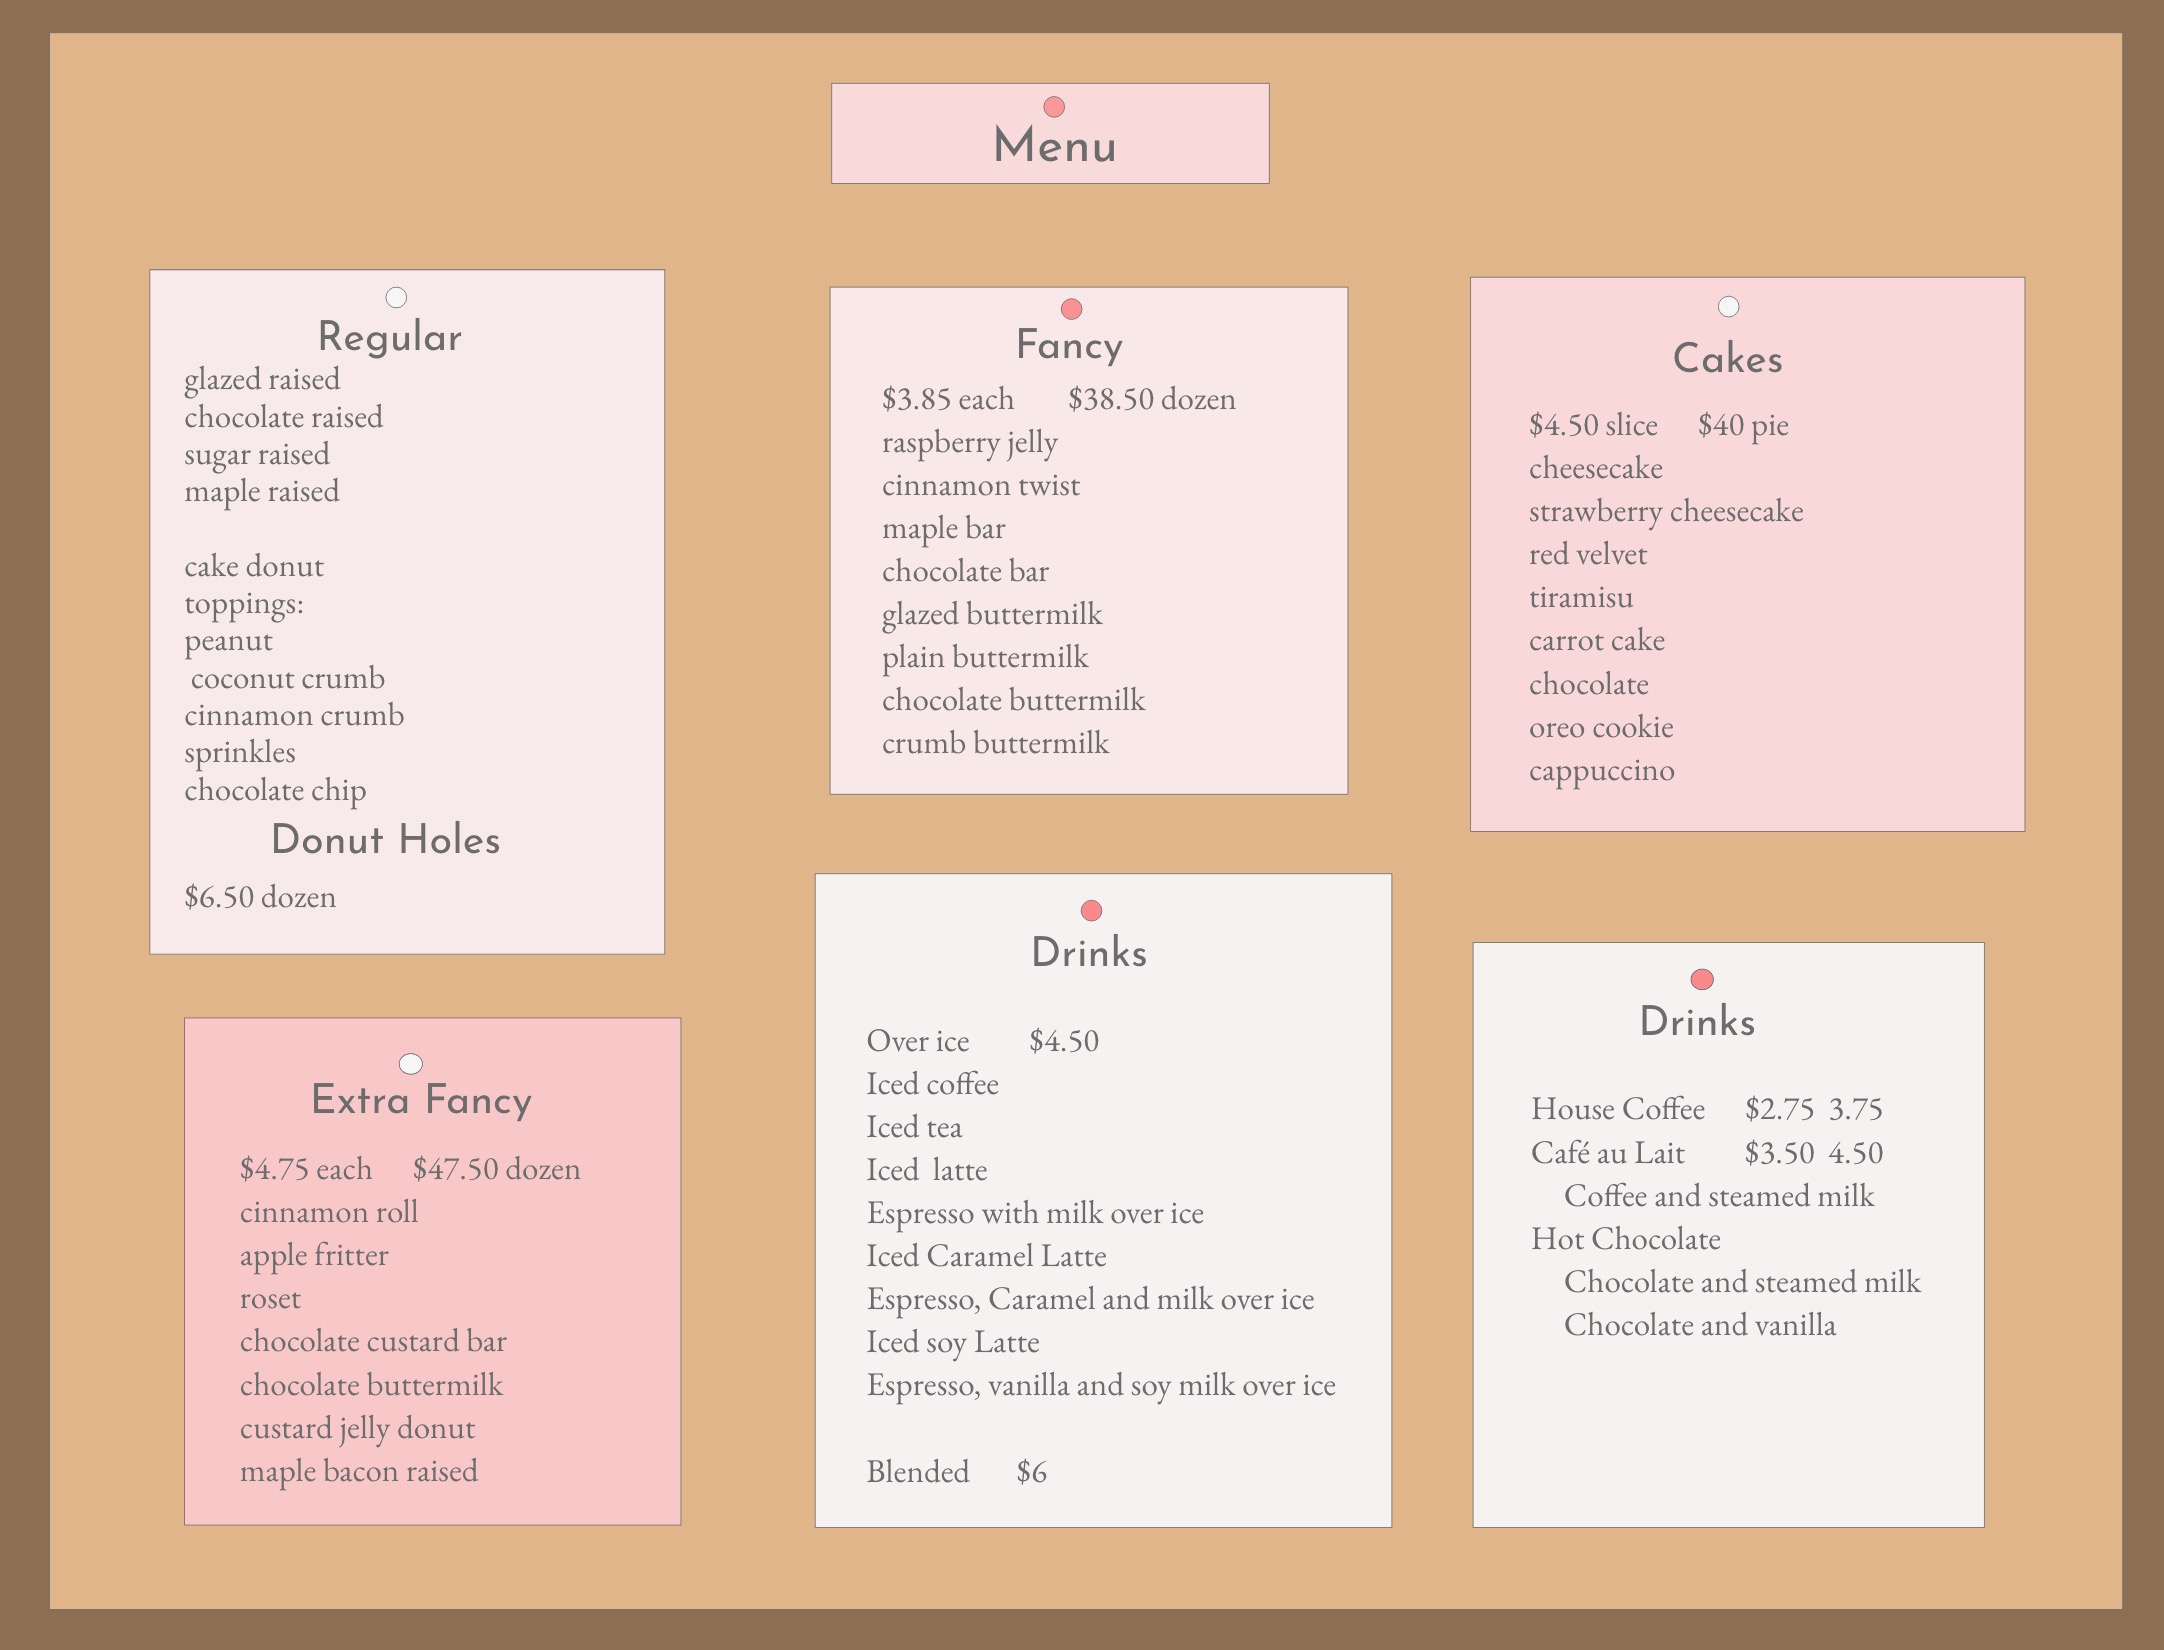 Menu
Regular
glazed raised
chocolate raised
sugar raised
maple raised
cake donut
toppings:
peanut
coconut crumb
cinnamon crumb
sprinkles
chocolate chip
Donut Holes
$6.50 dozen
Fancy
$3.85 each $38.50 dozen
raspberry jelly
cinnamon twist
maple bar
chocolate bar
glazed buttermilk
plain buttermilk
chocolate buttermilk
crumb buttermilk
Cakes
$4.50 slice $40 pie
cheesecake
strawberry cheesecake
red velvet
tiramisu
carrot cake
chocolate
oreo cookie
cappuccino
Extra Fancy
$4.75 each $47.50 dozen
cinnamon roll
apple fritter
roset
chocolate custard bar
chocolate buttermilk
custard jelly donut
maple bacon raised
Drinks
Over ice $4.50
Iced coffee
Iced tea
Iced latte
Espresso with milk over ice
Iced Caramel Latte
Espresso, Caramel and milk over ice
Iced soy Latte
Espresso, vanilla and soy milk over ice
Blended $6
Drinks
House Coffee $2.75 3.75
Café au Lait $3.50 4.50
Coffee and steamed milk
Hot Chocolate
Chocolate and steamed milk
Chocolate and vanilla